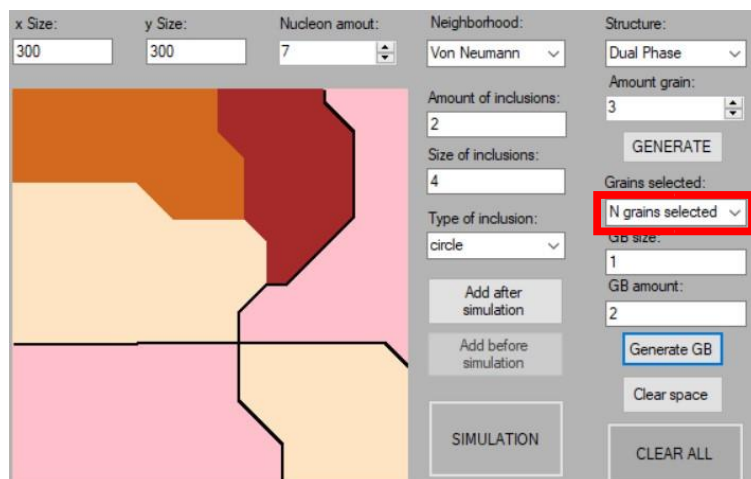 x Size:
y Size:
Nucleon amout:
Neighborhood:
Structure:
300
300
7
Von Neumann
Dual Phase
Amount of inclusions:
2
Amount grain:
3
GENERATE
Size of inclusions:
4
Grains selected:
N grains selected
Type of inclusion:
circle
GB size:
1
GB amount:
2
Add after
simulation
Add before
simulation
Generate GB
Clear space
SIMULATION
CLEAR ALL